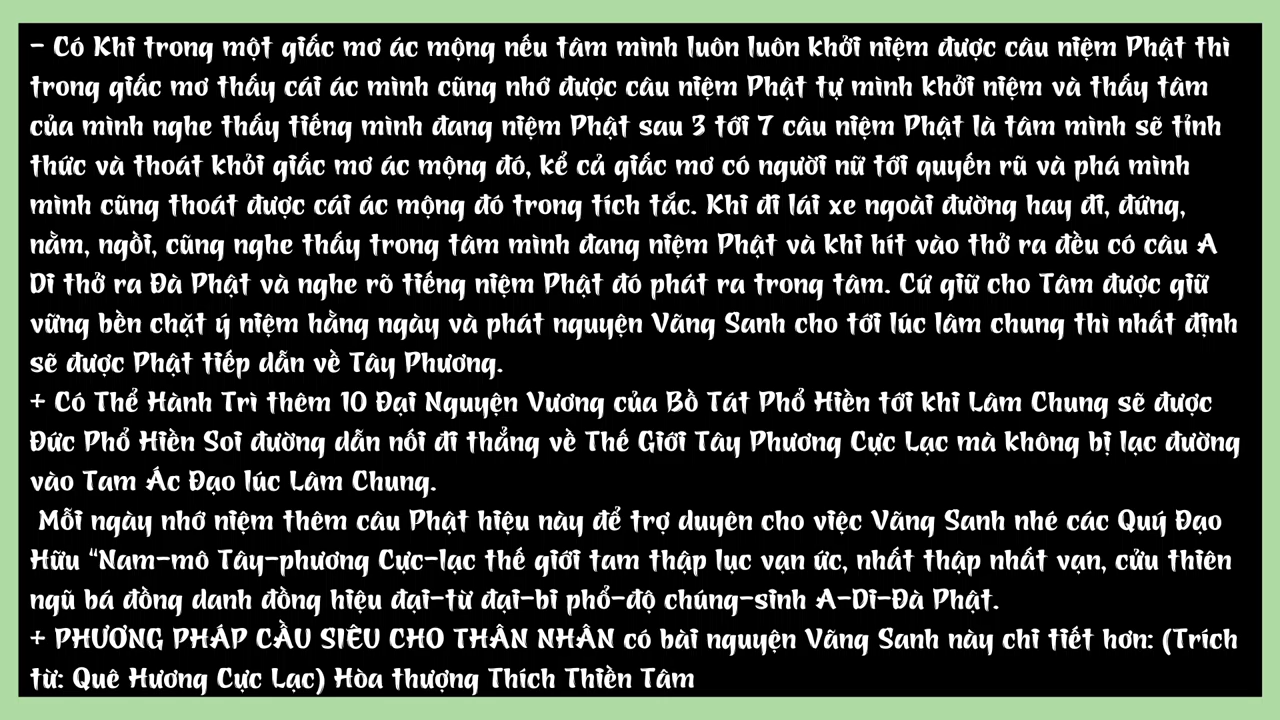 - Có Khi trong một giấc mơ ác mộng nếu tâm mình luôn luôn khởi niệm được câu niệm Phật thì
trong giấc mơ thấy cái ác mình cũng nhớ được câu niệm Phật tự mình khởi niệm và thấy tâm
của mình nghe thấy tiếng mình đang niệm Phật sau 3 tới 7 câu niệm Phật là tâm mình sẽ tỉnh
thức và thoát khỏi giấc mơ ác mộng đó, kể cả giấc mơ có người nữ tới quyến rũ và phá mình
mình cũng thoát được cái ác mộng đó trong tích tắc. Khi đi lái xe ngoài đường hay đi, đứng,
nằm, ngồi, cũng nghe thấy trong tâm mình đang niệm Phật và khi hít vào thở ra đều có câu A
Di thở ra Đà Phật và nghe rõ tiếng niệm Phật đó phát ra trong tâm. Cứ giữ cho Tâm được giữ
vững bền chặt ý niệm hằng ngày và phát nguyện Vãng Sanh cho tới lúc lâm chung thì nhất định
sẽ được Phật tiếp dẫn về Tây Phương.
+ Có Thể Hành Trì thêm 10 Đại Nguyện Vương của Bồ Tát Phổ Hiền tới khi Lâm Chung sẽ được
Đức Phổ Hiền Soi đường dẫn nối đi thẳng về Thế Giới Tây Phương Cực Lạc mà không bị lạc đường
vào Tam Ác Đạo lúc Lâm Chung.
Mỗi ngày nhớ niệm thêm câu Phật hiệu này để trợ duyên cho việc Vãng Sanh nhé các Quý Đạo
Hữu “Nam-mô Tây-phương Cực-lạc thế giới tam thập lục vạn ức, nhất thập nhất vạn, cửu thiên
ngũ bá đồng danh đồng hiệu đại-từ đại-bi phổ-độ chúng-sinh A-Di-Đà Phật.
+ PHƯƠNG PHÁP CẦU SIÊU CHO THÂN NHÂN có bài nguyện Vãng Sanh này chi tiết hơn: (Trích
từ: Quê Hương Cực Lạc) Hòa thượng Thích Thiền Tâm